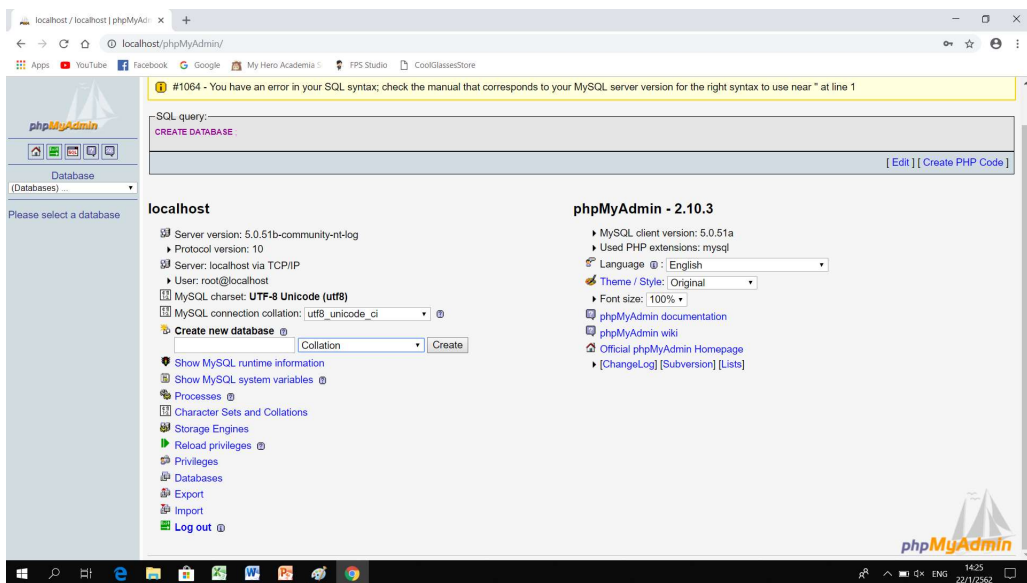 localhost / localhost | phpMyAdr
localhost/phpMyAdmin/
Apps YouTube Facebook Google My Hero Academia S FPS Studio CoolGlassesStore
#1064 - You have an error in your SQL syntax; check the manual that corresponds to your MySQL server version for the right syntax to use near '' at line 1
SQL query:
CREATE DATABASE ;
[ Edit ] [ Create PHP Code ]
phpMyAdmin
Database
(Databases) ...
Please select a database
localhost
Server version: 5.0.51b-community-nt-log
Protocol version: 10
Server: localhost via TCP/IP
User: root@localhost
MySQL charset: UTF-8 Unicode (utf8)
MySQL connection collation: utf8_unicode_ci
Create new database
Collation Create
Show MySQL runtime information
Show MySQL system variables
Processes
Character Sets and Collations
Storage Engines
Reload privileges
Privileges
Databases
Export
Import
Log out
phpMyAdmin - 2.10.3
MySQL client version: 5.0.51a
Used PHP extensions: mysql
Language : English
Theme / Style: Original
Font size: 100%
phpMyAdmin documentation
phpMyAdmin wiki
Official phpMyAdmin Homepage
[ChangeLog] [Subversion] [Lists]
phpMyAdmin
ENG
14:25
22/1/2562